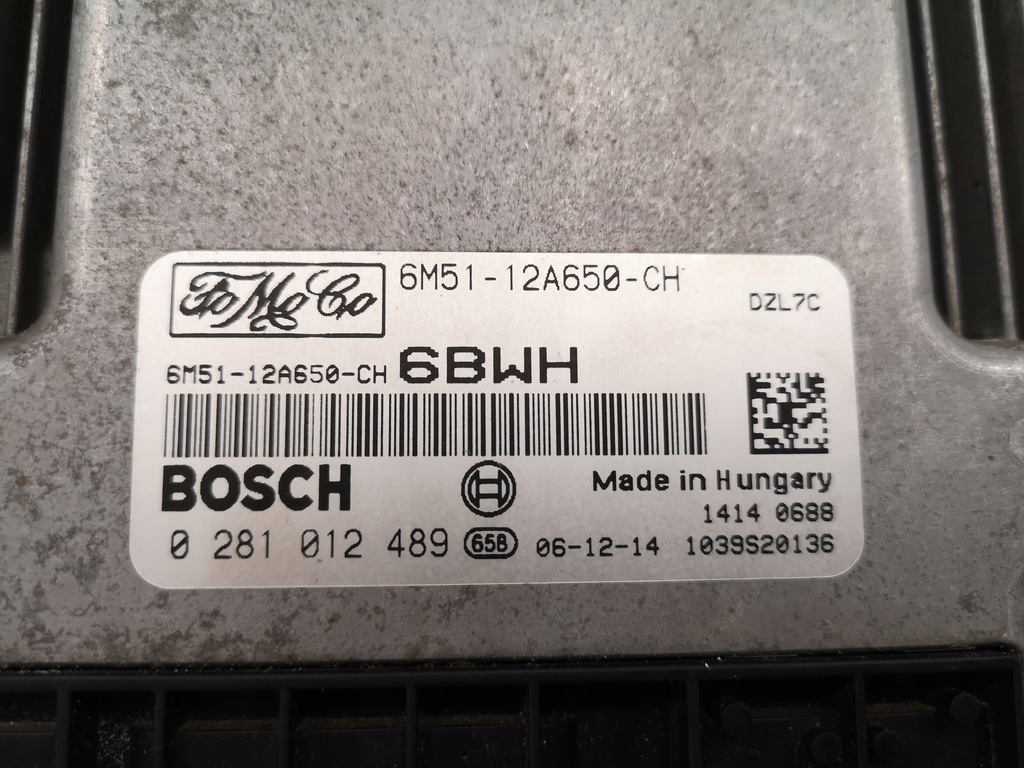 FoMoCo 6M51-12A650-CH
DZL7C
6M51-12A650-CH 6BWH
BOSCH
Made in Hungary
1414 0688
0 281 012 489 65B 06-12-14 1039S20136